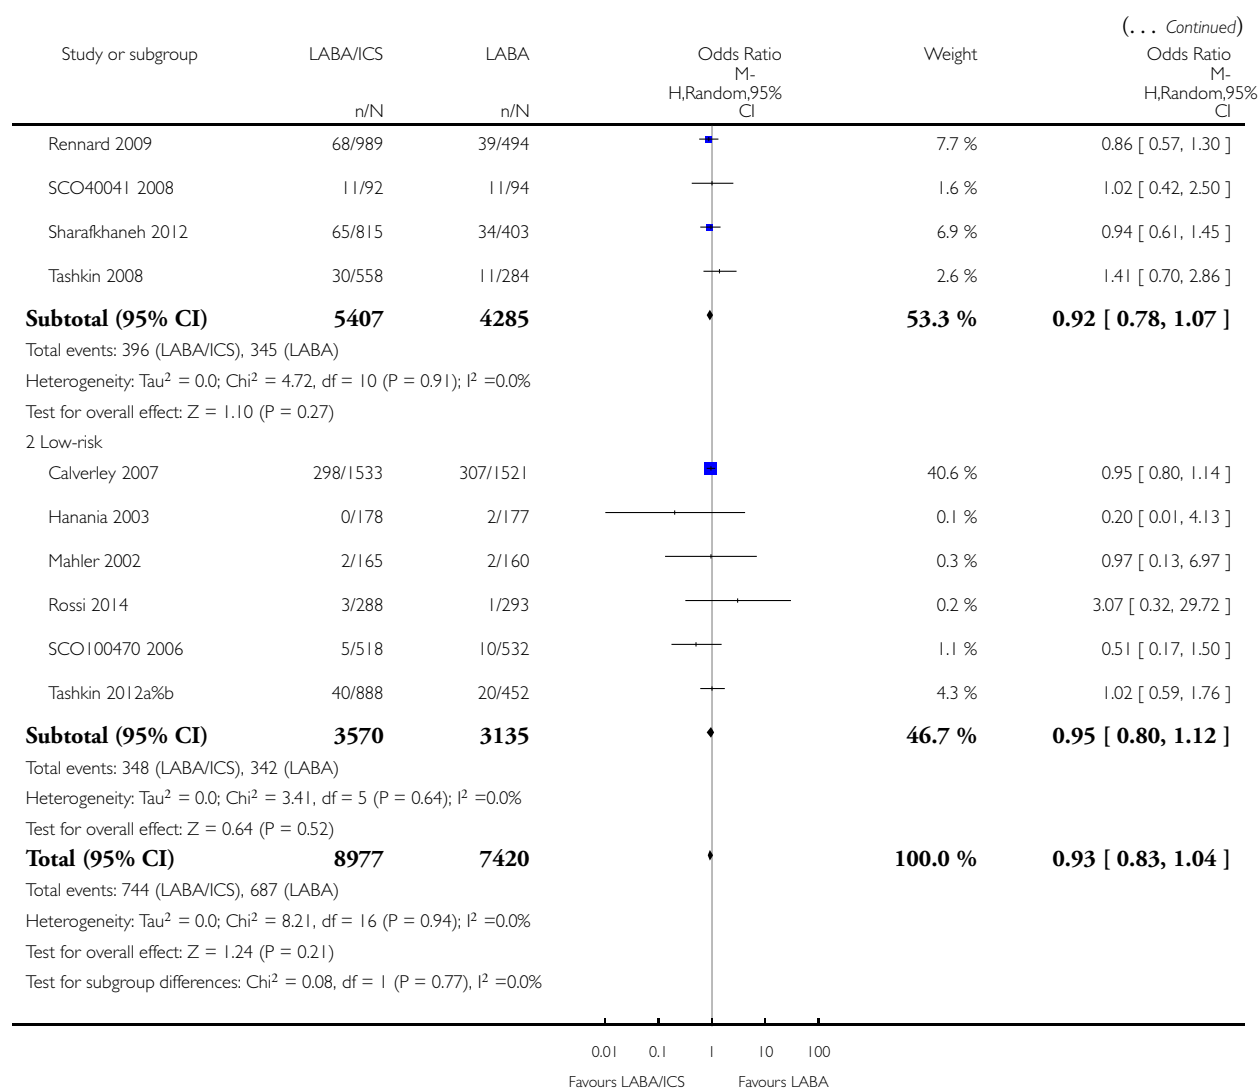 (... Continued)
Study or subgroup LABA/ICS LABA Odds Ratio Weight Odds Ratio
M- M-
H,Random,95% H,Random,95%
n/N n/N CI CI
Rennard 2009 68/989 39/494 7.7 % 0.86 [ 0.57, 1.30 ]
SCO40041 2008 11/92 11/94 1.6 % 1.02 [ 0.42, 2.50 ]
Sharafkhaneh 2012 65/815 34/403 6.9 % 0.94 [ 0.61, 1.45 ]
Tashkin 2008 30/558 11/284 2.6 % 1.41 [ 0.70, 2.86 ]
Subtotal (95% CI) 5407 4285 53.3 % 0.92 [ 0.78, 1.07 ]
Total events: 396 (LABA/ICS), 345 (LABA)
Heterogeneity: Tau² = 0.0; Chi² = 4.72, df = 10 (P = 0.91); I² =0.0%
Test for overall effect: Z = 1.10 (P = 0.27)
2 Low-risk
Calverley 2007 298/1533 307/1521 40.6 % 0.95 [ 0.80, 1.14 ]
Hanania 2003 0/178 2/177 0.1 % 0.20 [ 0.01, 4.13 ]
Mahler 2002 2/165 2/160 0.3 % 0.97 [ 0.13, 6.97 ]
Rossi 2014 3/288 1/293 0.2 % 3.07 [ 0.32, 29.72 ]
SCO100470 2006 5/518 10/532 1.1 % 0.51 [ 0.17, 1.50 ]
Tashkin 2012a%b 40/888 20/452 4.3 % 1.02 [ 0.59, 1.76 ]
Subtotal (95% CI) 3570 3135 46.7 % 0.95 [ 0.80, 1.12 ]
Total events: 348 (LABA/ICS), 342 (LABA)
Heterogeneity: Tau² = 0.0; Chi² = 3.41, df = 5 (P = 0.64); I² =0.0%
Test for overall effect: Z = 0.64 (P = 0.52)
Total (95% CI) 8977 7420 100.0 % 0.93 [ 0.83, 1.04 ]
Total events: 744 (LABA/ICS), 687 (LABA)
Heterogeneity: Tau² = 0.0; Chi² = 8.21, df = 16 (P = 0.94); I² =0.0%
Test for overall effect: Z = 1.24 (P = 0.21)
Test for subgroup differences: Chi² = 0.08, df = 1 (P = 0.77), I² =0.0%
0.01 0.1 1 10 100
Favours LABA/ICS Favours LABA